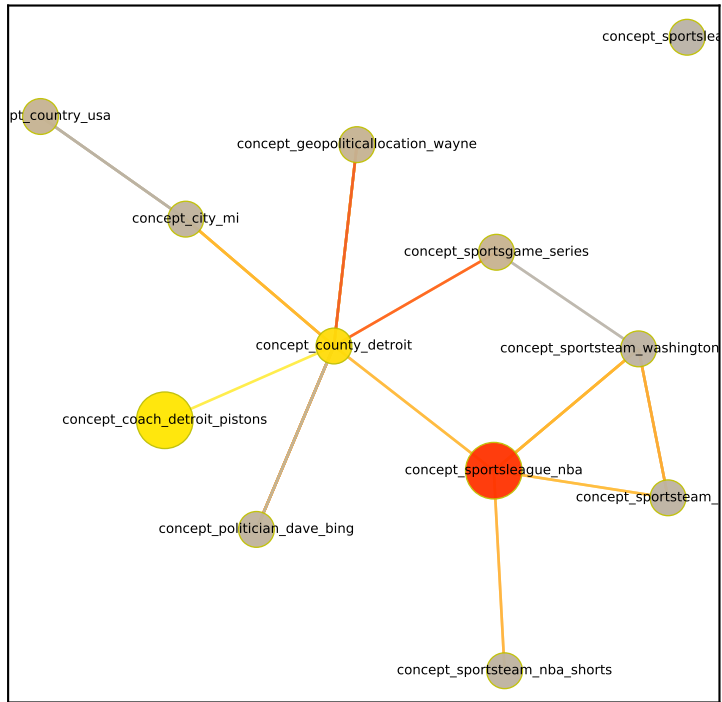 concept_sportslea
pt_country_usa
concept_geopoliticallocation_wayne
concept_city_mi
concept_sportsgame_series
concept_county_detroit
concept_sportsteam_washington
concept_coach_detroit_pistons
concept_sportsleague_nba
concept_sportsteam_
concept_politician_dave_bing
concept_sportsteam_nba_shorts